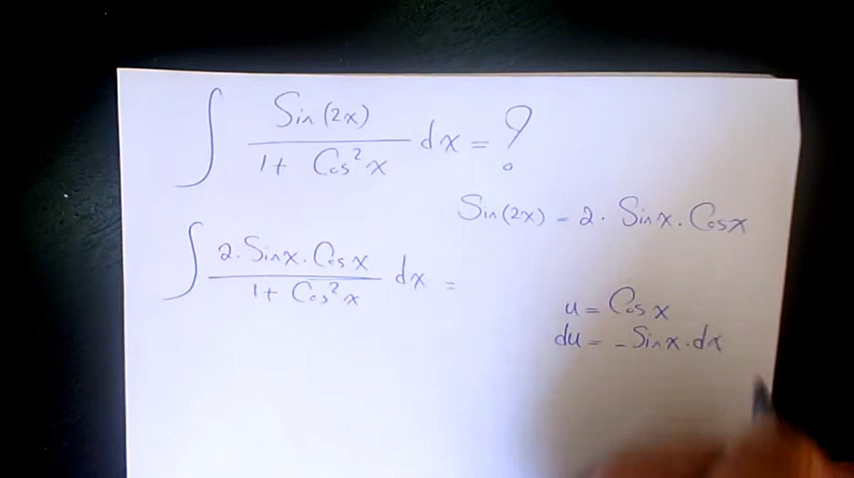 ∫ Sin(2x) / 1 + Cos²x dx = ?
Sin(2x) = 2 · Sinx · Cosx
∫ 2 · Sinx · Cosx / 1 + Cos²x dx =
u = Cosx
du = - Sinx · dx